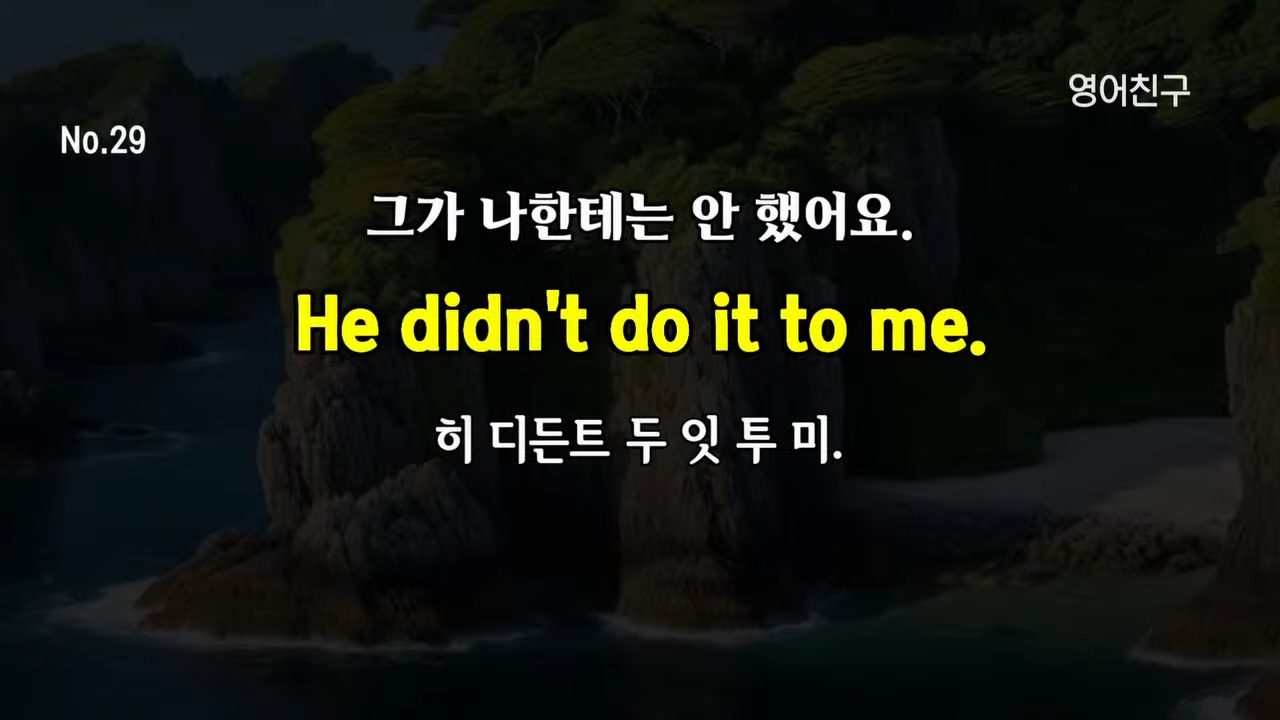 영어친구
No.29
그가 나한테는 안 했어요.
He didn't do it to me.
히 디든트 두 잇 투 미.